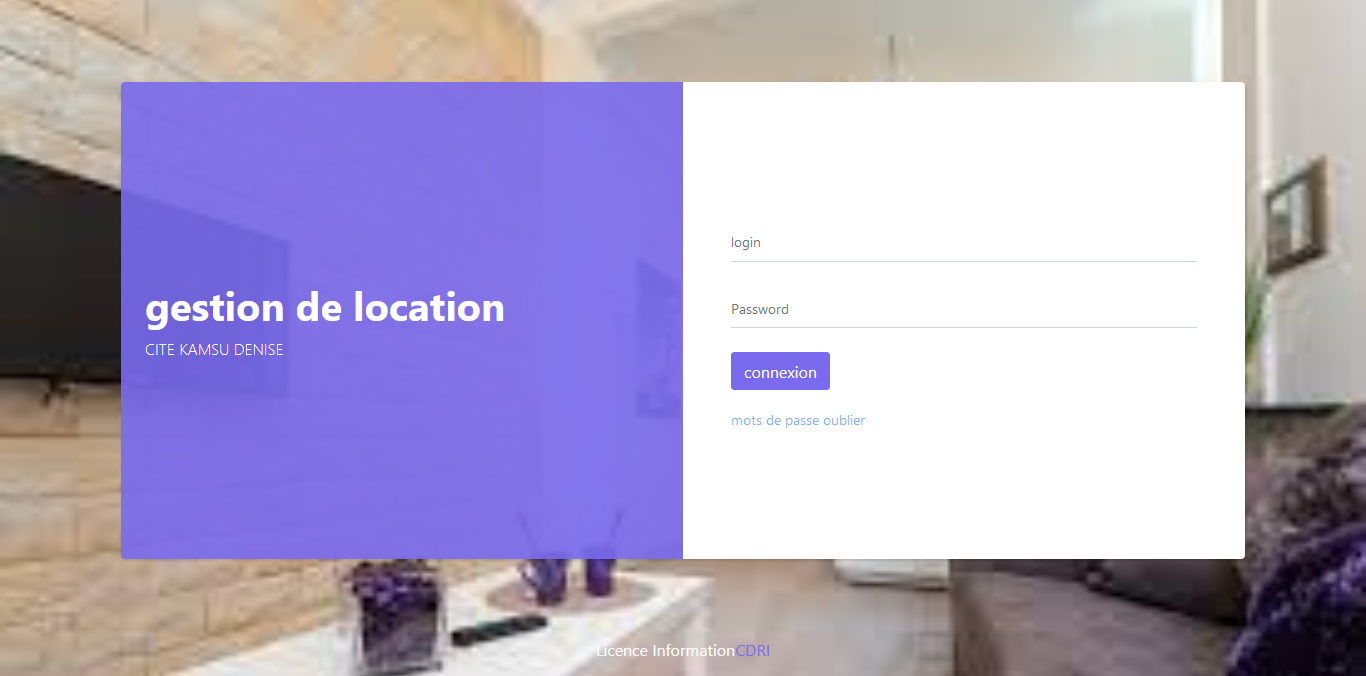 gestion de location
CITE KAMSU DENISE
login
Password
connexion
mots de passe oublier
Licence InformationCDRI